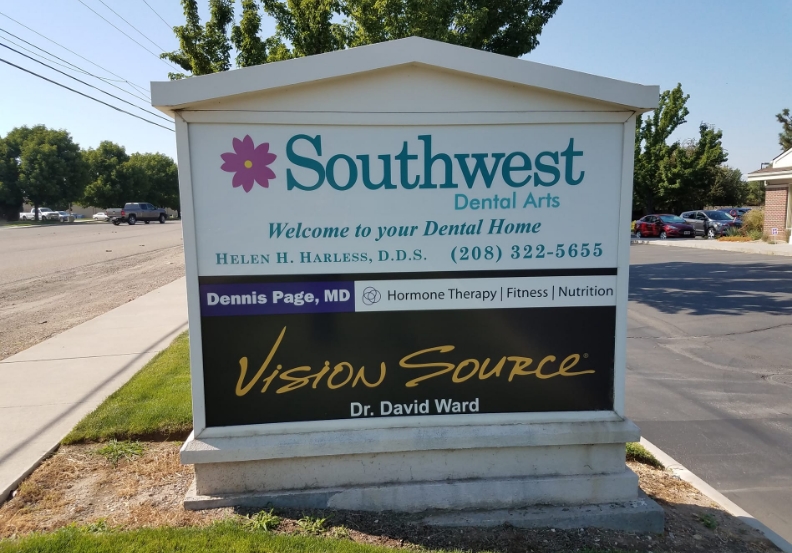 Southwest
Dental Arts
Welcome to your Dental Home
Helen H. Harless, D.D.S. (208) 322-5655
Dennis Page, MD Hormone Therapy | Fitness | Nutrition
Vision Source®
Dr. David Ward